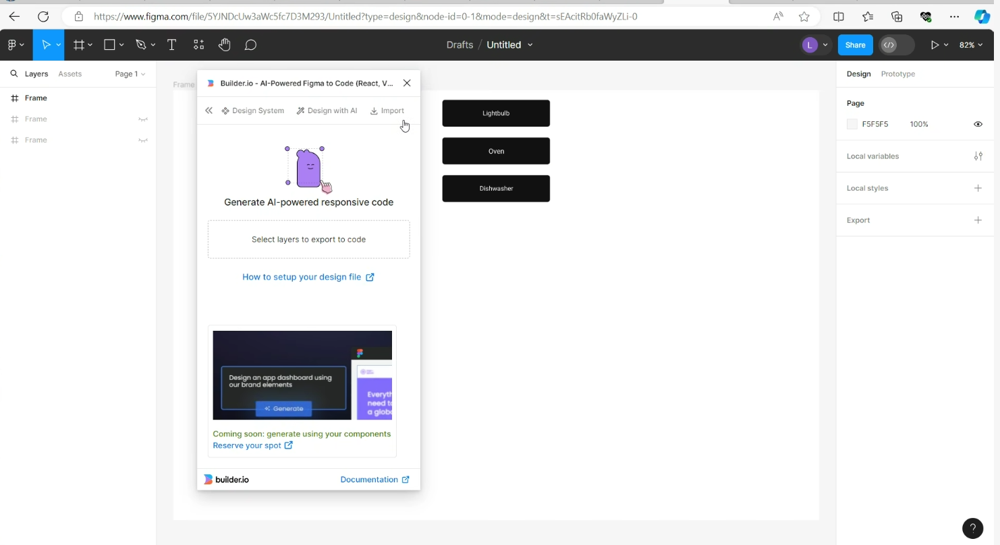 https://www.figma.com/file/5YJNDcUw3aWc5fc7D3M293/Untitled?type=design&node-id=0-1&mode=design&t=sEAcitRb0faWyZLi-0
Drafts / Untitled
L
Share
82%
Layers Assets Page 1
Frame
Frame
Frame
Frame
Builder.io - AI-Powered Figma to Code (React, V...
Design System Design with AI Import
Generate AI-powered responsive code
Select layers to export to code
How to setup your design file
Design an app dashboard using
our brand elements
Generate
Everyth
need to
a globa
Coming soon: generate using your components
Reserve your spot
builder.io Documentation
Lightbulb
Oven
Dishwasher
Design Prototype
Page
F5F5F5 100%
Local variables
Local styles
Export
?